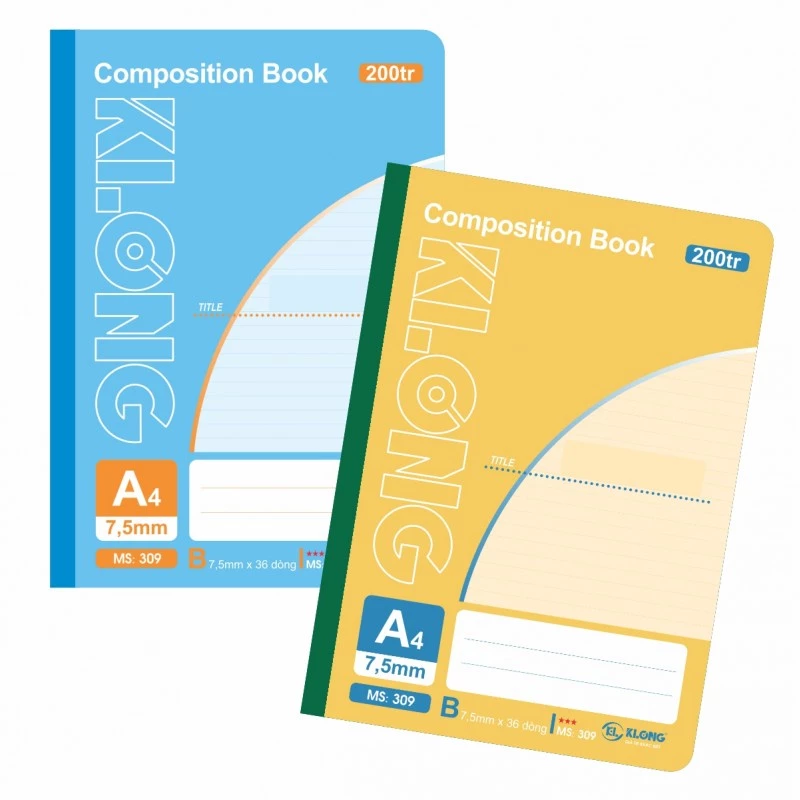 Composition Book 200tr
KLONG
TITLE
A4
7,5mm
MS: 309
B 7,5mm x 36 dòng
***
MS
Composition Book 200tr
KLONG
TITLE
A4
7,5mm
MS: 309
B 7,5mm x 36 dòng
***
MS: 309
KL
KLONG